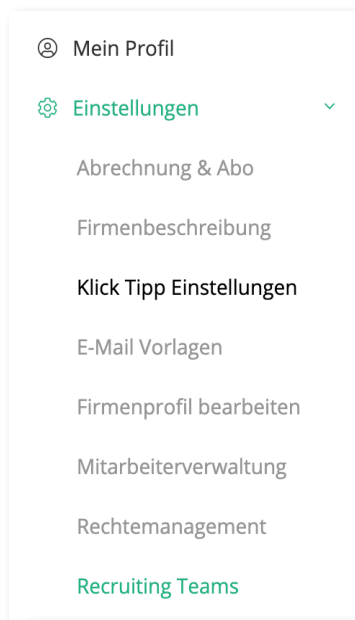 Mein Profil
Einstellungen
Abrechnung & Abo
Firmenbeschreibung
Klick Tipp Einstellungen
E-Mail Vorlagen
Firmenprofil bearbeiten
Mitarbeiterverwaltung
Rechtemanagement
Recruiting Teams